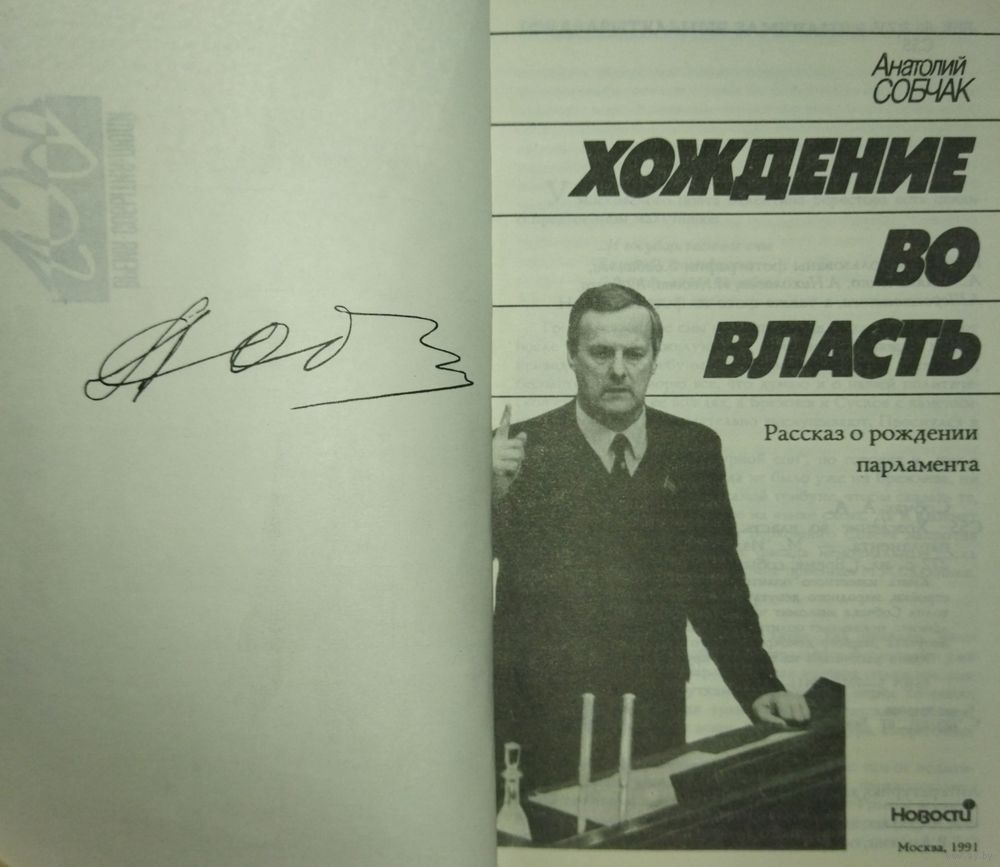 Анатолий
СОБЧАК
ХОЖДЕНИЕ
ВО
ВЛАСТЬ
Рассказ о рождении
парламента
Новости
Москва, 1991